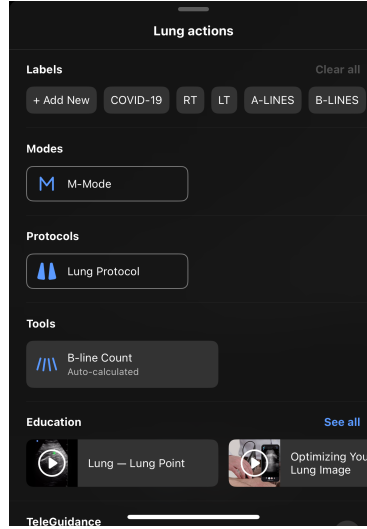 Lung actions
Labels
Clear all
+ Add New
COVID-19
RT
LT
A-LINES
B-LINES
Modes
M-Mode
Protocols
Lung Protocol
Tools
B-line Count
Auto-calculated
Education
See all
Lung — Lung Point
Optimizing You
Lung Image
TeleGuidance